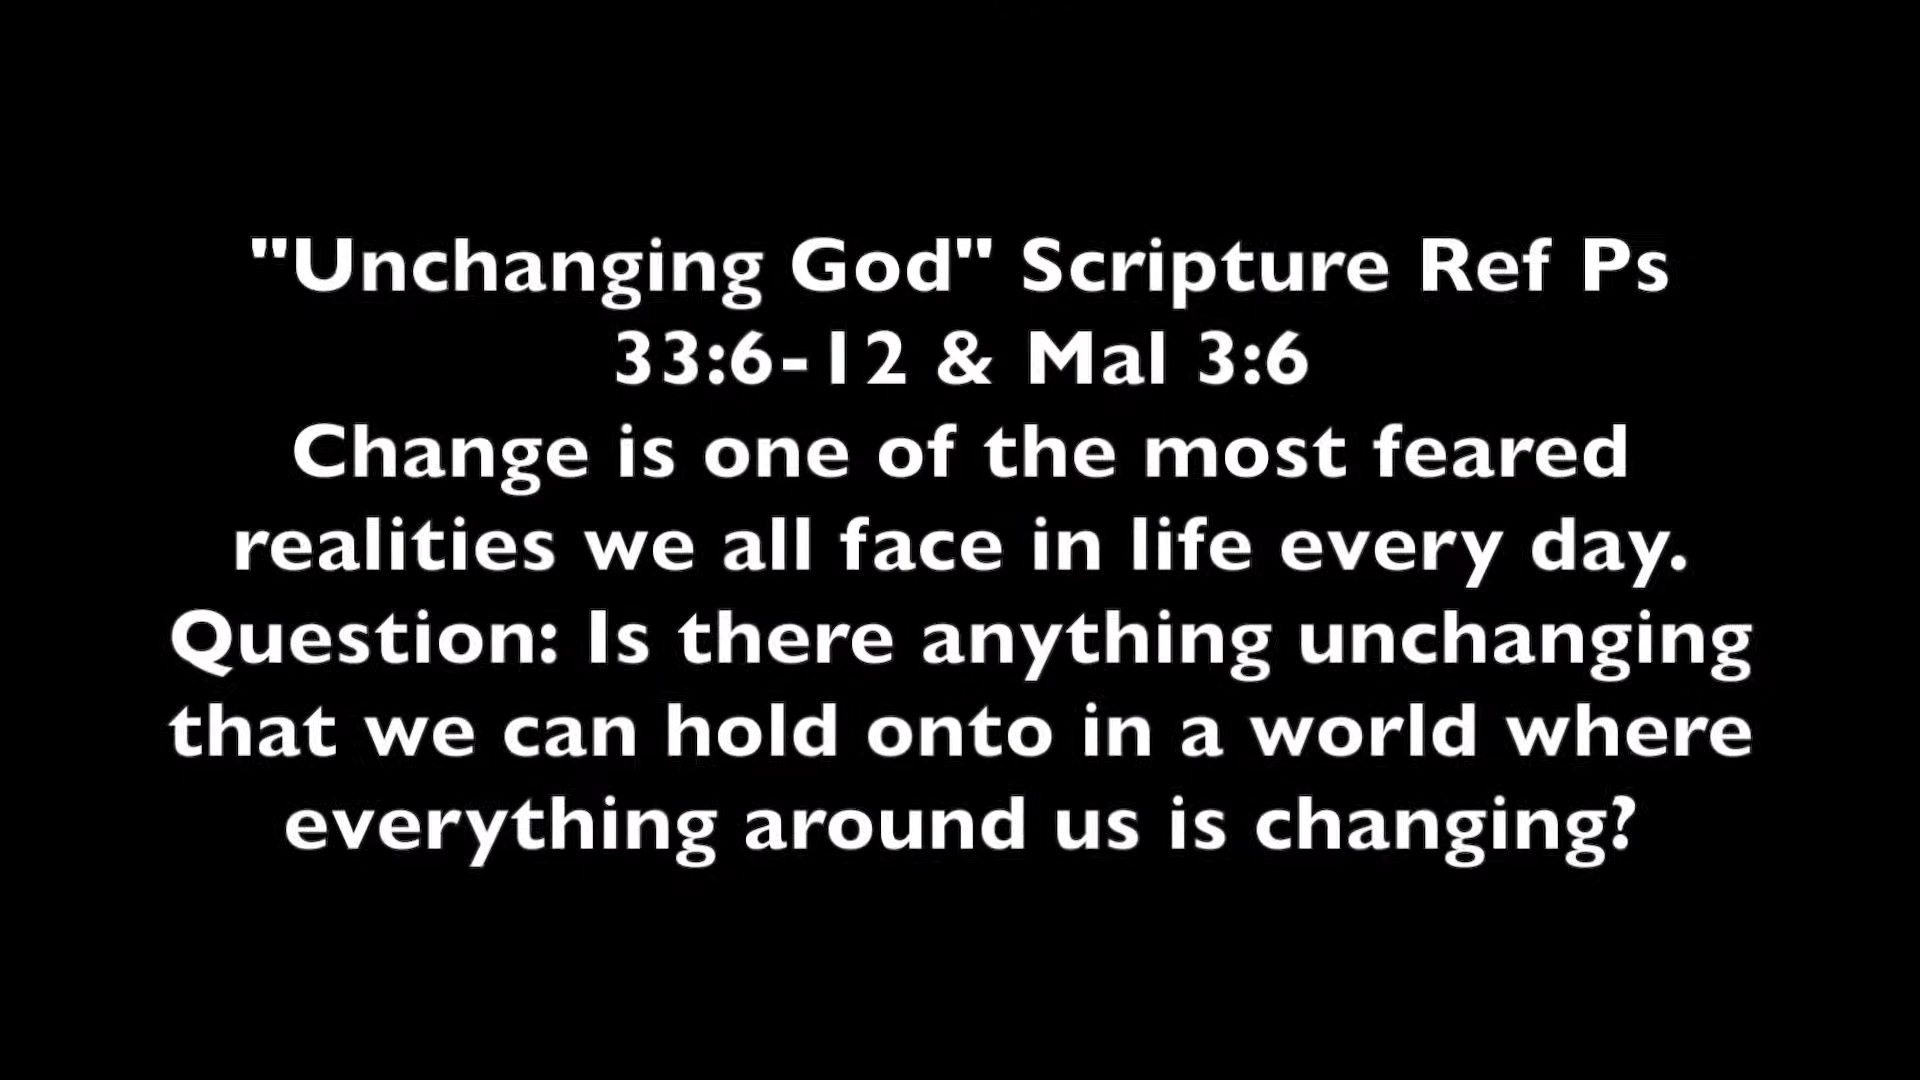 "Unchanging God" Scripture Ref Ps
33:6-12 & Mal 3:6
Change is one of the most feared
realities we all face in life every day.
Question: Is there anything unchanging
that we can hold onto in a world where
everything around us is changing?